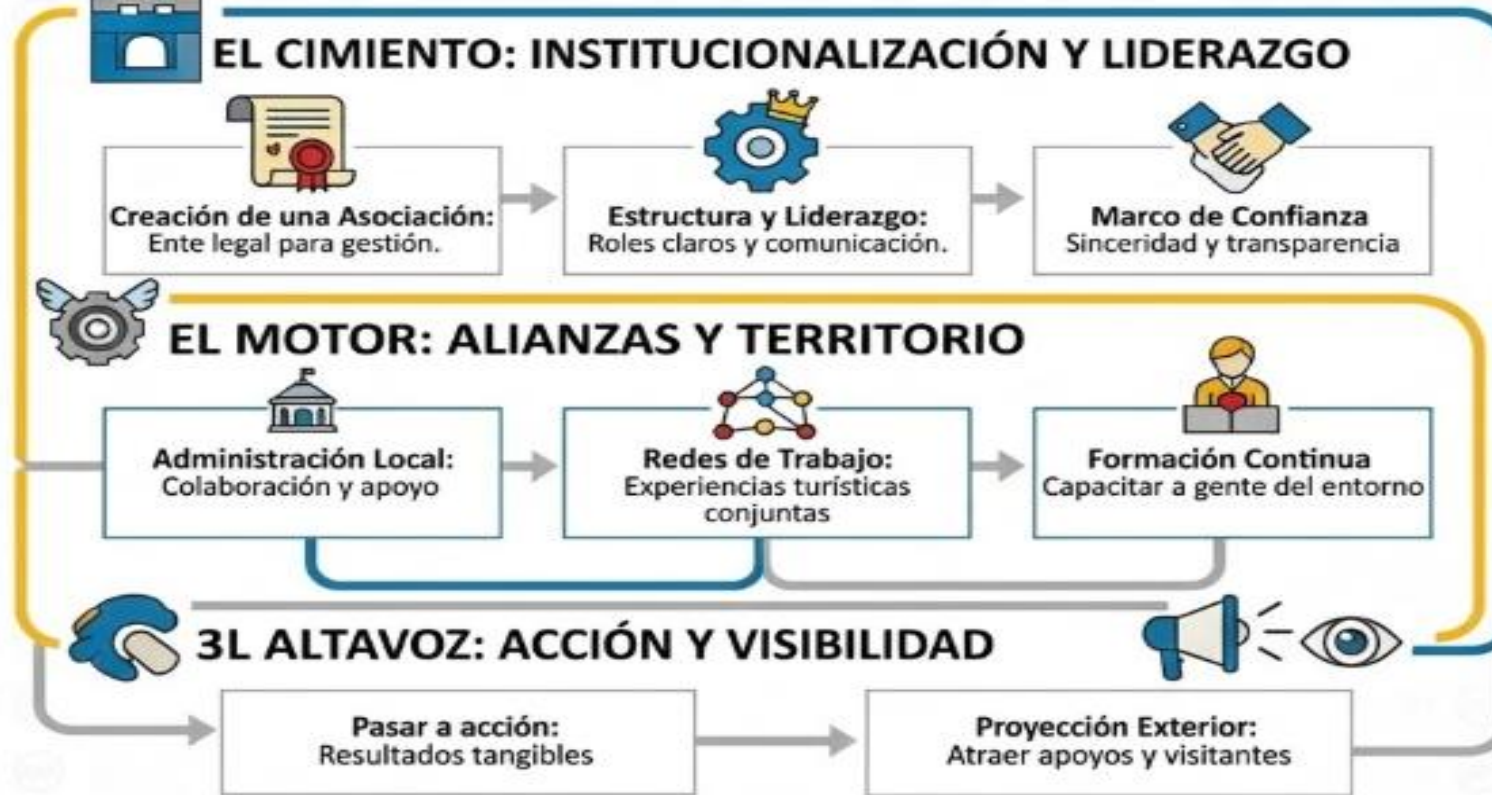 EL CIMIENTO: INSTITUCIONALIZACIÓN Y LIDERAZGO
Creación de una Asociación:
Ente legal para gestión.
Estructura y Liderazgo:
Roles claros y comunicación.
Marco de Confianza
Sinceridad y transparencia
EL MOTOR: ALIANZAS Y TERRITORIO
Administración Local:
Colaboración y apoyo
Redes de Trabajo:
Experiencias turísticas
conjuntas
Formación Continua
Capacitar a gente del entorno
3L ALTAVOZ: ACCIÓN Y VISIBILIDAD
Pasar a acción:
Resultados tangibles
Proyección Exterior:
Atraer apoyos y visitantes